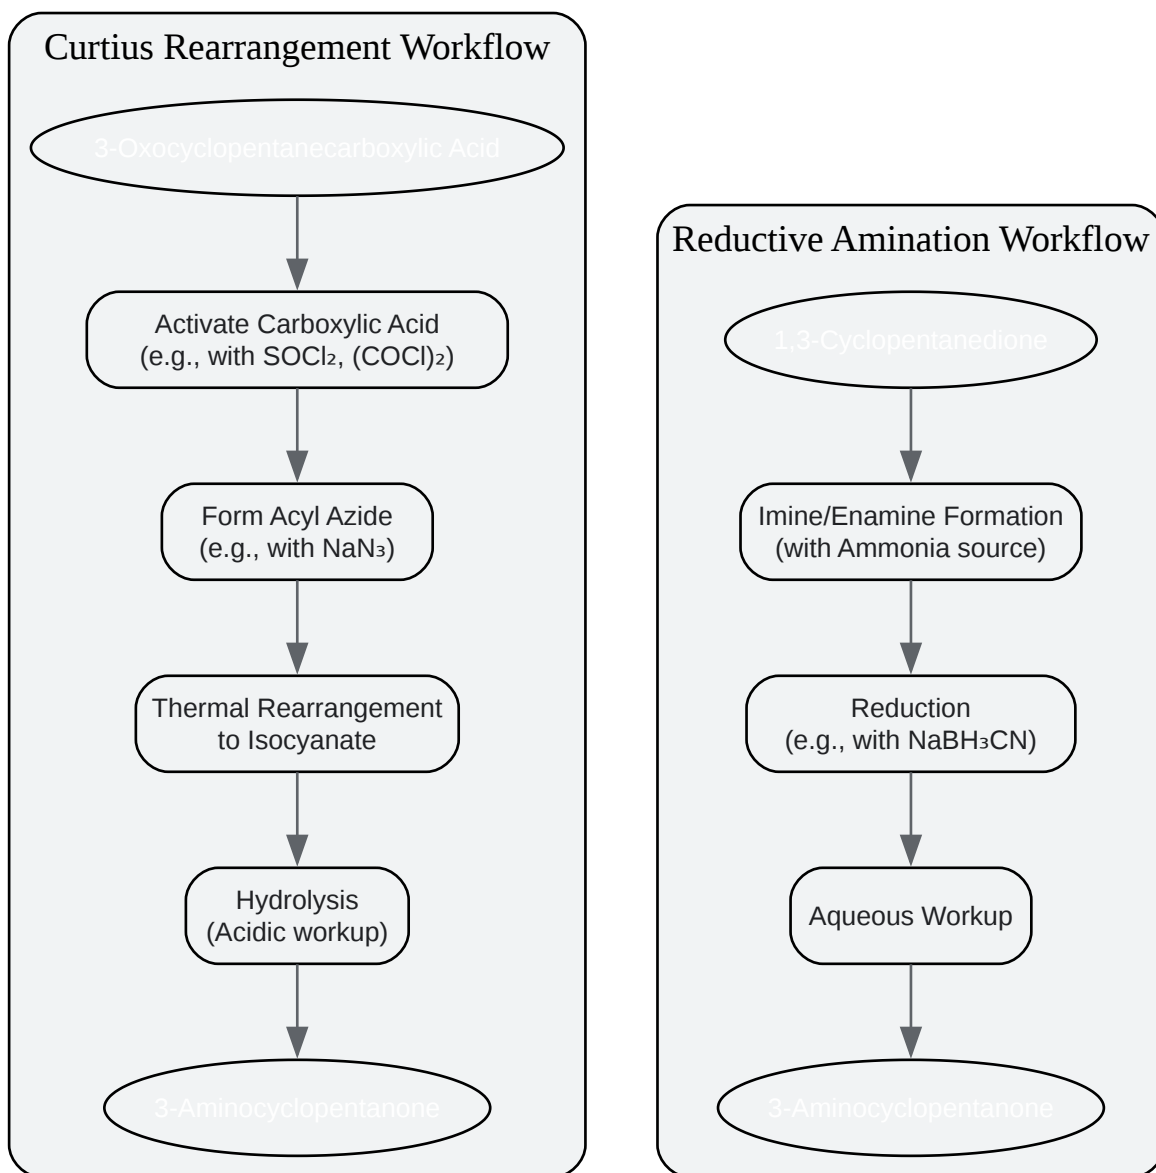 Curtius Rearrangement Workflow
3-Oxocyclopentanecarboxylic Acid
Activate Carboxylic Acid
(e.g., with SOCl₂, (COCl)₂)
Form Acyl Azide
(e.g., with NaN₃)
Thermal Rearrangement
to Isocyanate
Hydrolysis
(Acidic workup)
3-Aminocyclopentanone
Reductive Amination Workflow
1,3-Cyclopentanedione
Imine/Enamine Formation
(with Ammonia source)
Reduction
(e.g., with NaBH₃CN)
Aqueous Workup
3-Aminocyclopentanone